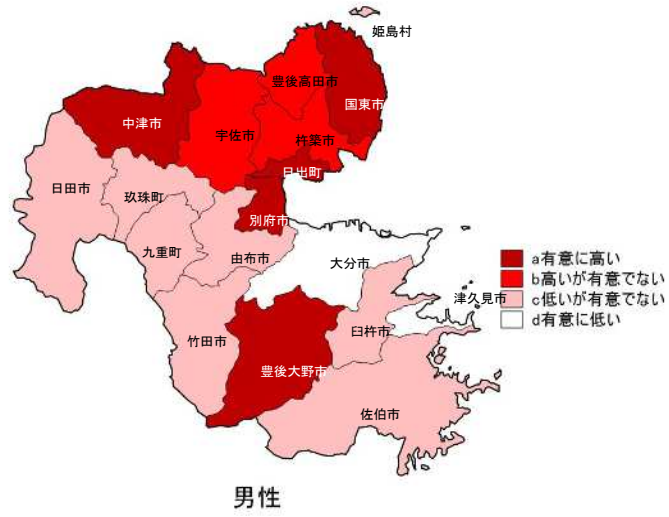 姫島村
豊後高田市
国東市
中津市
宇佐市
杵築市
日出町
日田市
玖珠町
別府市
九重町
由布市
大分市
a有意に高い
b高いが有意でない
c低いが有意でない
d有意に低い
津久見市
臼杵市
竹田市
豊後大野市
佐伯市
男性